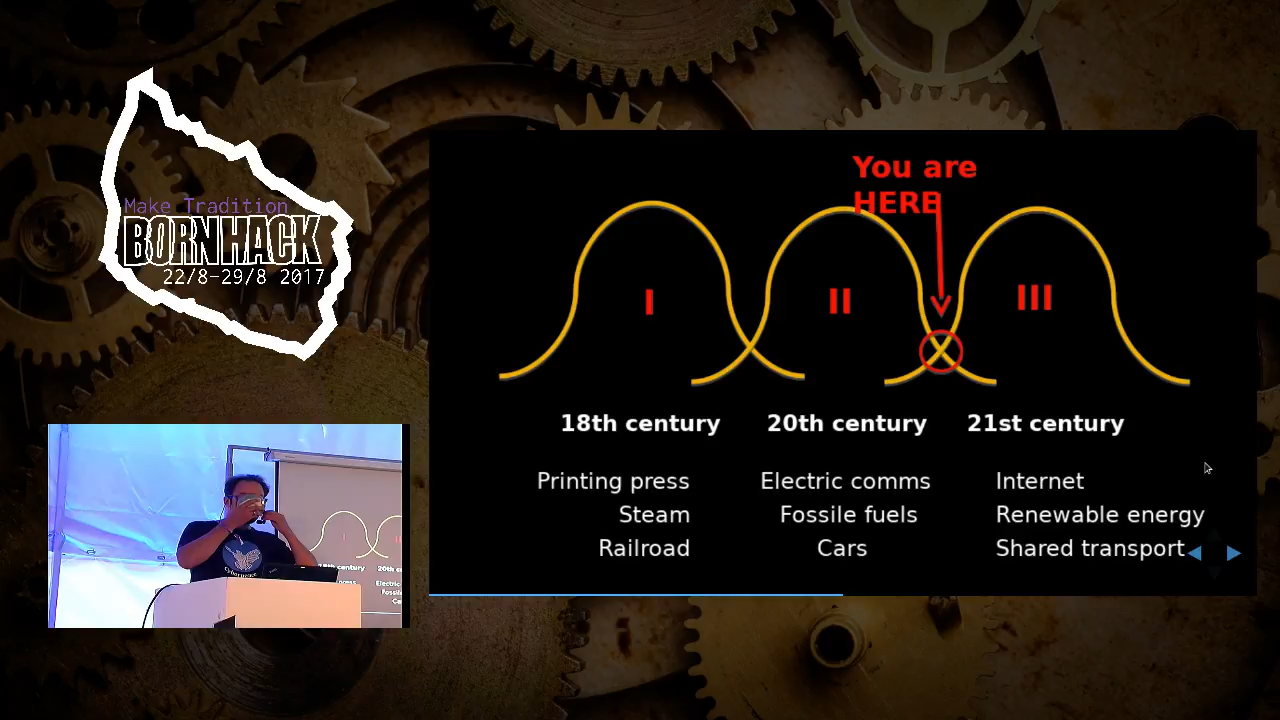 Make Tradition
BORNHACK
22/8-29/8 2017
You are
HERE
I
II
III
18th century
20th century
21st century
Printing press
Electric comms
Internet
Steam
Fossile fuels
Renewable energy
Railroad
Cars
Shared transport